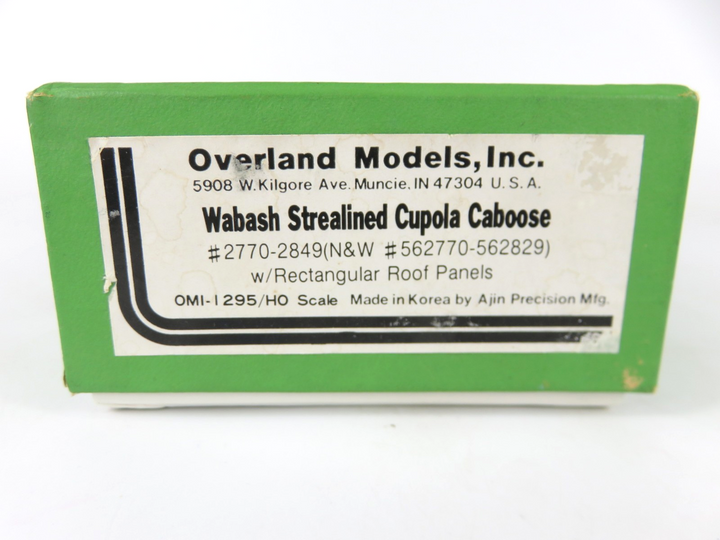 Overland Models, Inc.
5908 W. Kilgore Ave. Muncie, IN 47304 U. S. A.
Wabash Strealined Cupola Caboose
#2770-2849(N&W #562770-562829)
w/Rectangular Roof Panels
OMI-1295/HO Scale Made in Korea by Ajin Precision Mfg.